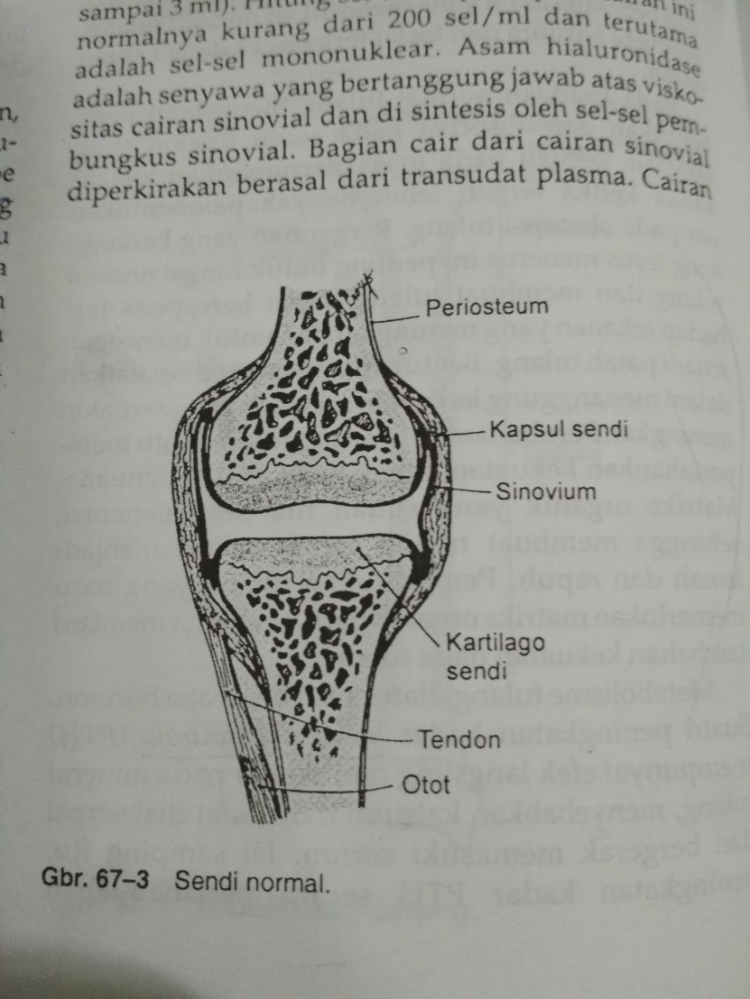 sampai 3 ml).
ini
normalnya kurang dari 200 sel/ml dan terutama
adalah sel-sel mononuklear. Asam hialuronidase
adalah senyawa yang bertanggung jawab atas visko-
sitas cairan sinovial dan di sintesis oleh sel-sel pem-
bungkus sinovial. Bagian cair dari cairan sinovial
diperkirakan berasal dari transudat plasma. Cairan
Periosteum
Kapsul sendi
Sinovium
Kartilago
sendi
Tendon
Otot
Gbr. 67–3 Sendi normal.